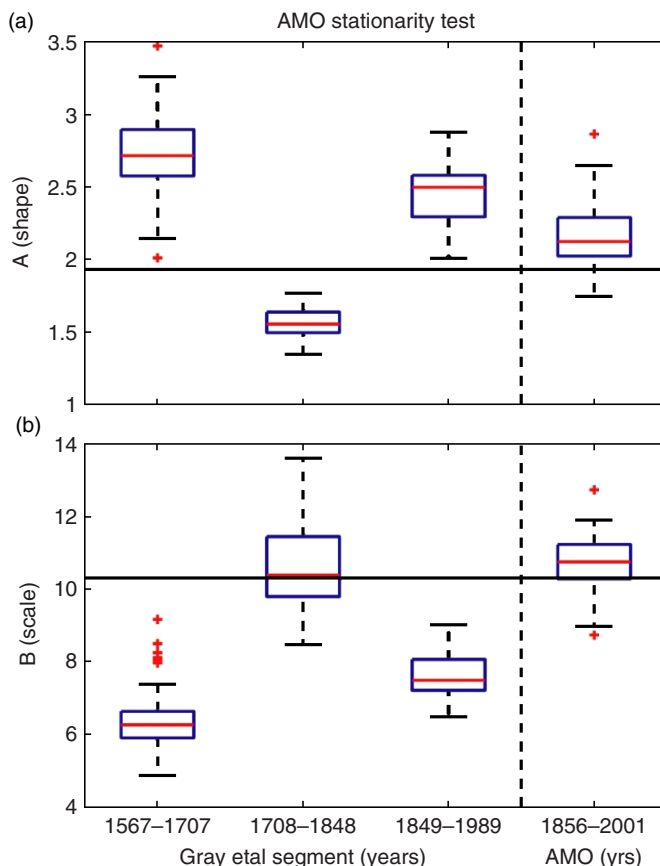 (a)
AMO stationarity test
3.5
3
2.5
2
1.5
1
A (shape)
(b)
14
12
10
8
6
4
B (scale)
1567–1707 1708–1848 1849–1989 1856–2001
Gray etal segment (years) AMO (yrs)